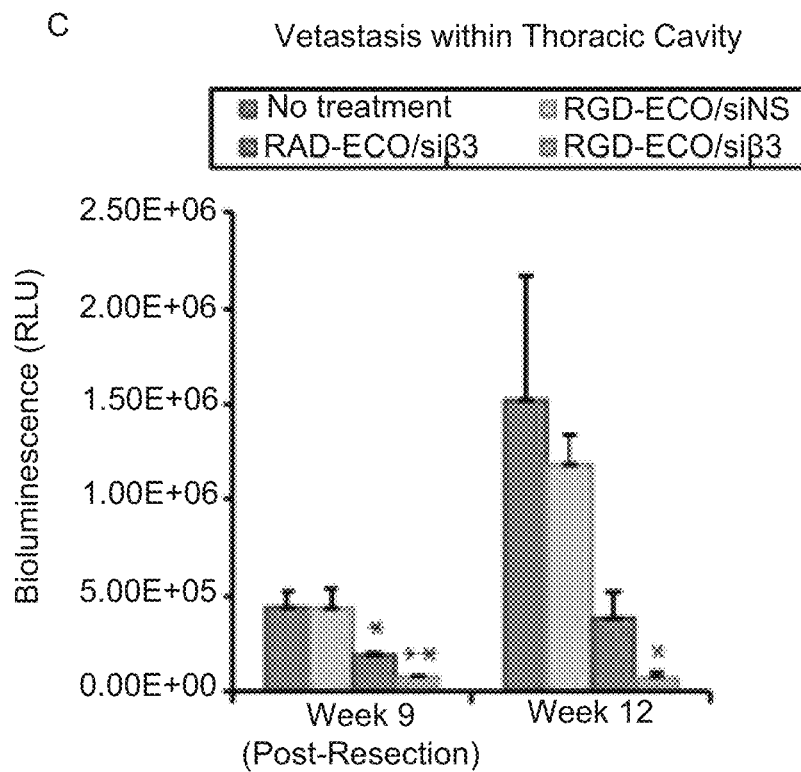 C
Vetastasis within Thoracic Cavity
No treatment
RGD-ECO/siNS
RAD-ECO/siβ3
RGD-ECO/siβ3
2.50E+06
2.00E+06
1.50E+06
1.00E+06
5.00E+05
0.00E+00
Bioluminescence (RLU)
*
**
*
Week 9
(Post-Resection)
Week 12